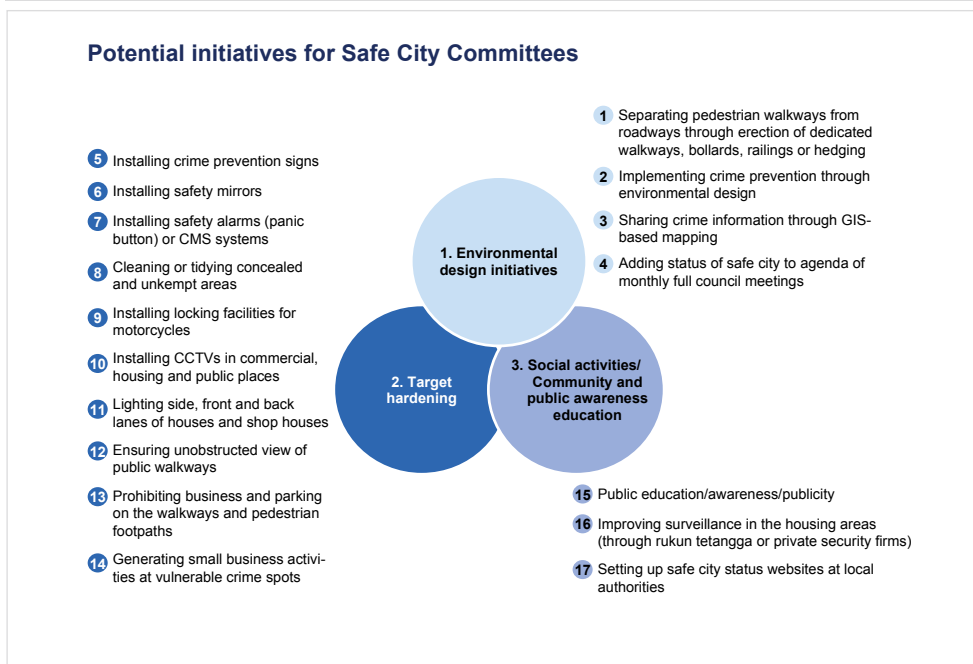 Potential initiatives for Safe City Committees
1 Separating pedestrian walkways from
roadways through erection of dedicated
walkways, bollards, railings or hedging
2 Implementing crime prevention through
environmental design
3 Sharing crime information through GIS-
based mapping
4 Adding status of safe city to agenda of
monthly full council meetings
5 Installing crime prevention signs
6 Installing safety mirrors
7 Installing safety alarms (panic
button) or CMS systems
8 Cleaning or tidying concealed
and unkempt areas
9 Installing locking facilities for
motorcycles
10 Installing CCTVs in commercial,
housing and public places
11 Lighting side, front and back
lanes of houses and shop houses
12 Ensuring unobstructed view of
public walkways
13 Prohibiting business and parking
on the walkways and pedestrian
footpaths
14 Generating small business activi-
ties at vulnerable crime spots
1. Environmental
design initiatives
2. Target
hardening
3. Social activities/
Community and
public awareness
education
15 Public education/awareness/publicity
16 Improving surveillance in the housing areas
(through rukun tetangga or private security firms)
17 Setting up safe city status websites at local
authorities